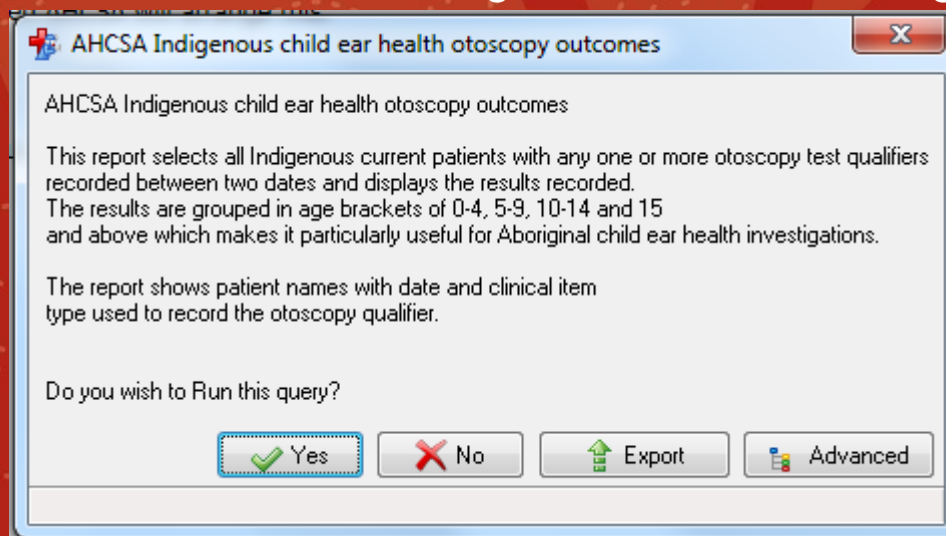 AHCSA Indigenous child ear health otoscopy outcomes
AHCSA Indigenous child ear health otoscopy outcomes
This report selects all Indigenous current patients with any one or more otoscopy test qualifiers
recorded between two dates and displays the results recorded.
The results are grouped in age brackets of 0-4, 5-9, 10-14 and 15
and above which makes it particularly useful for Aboriginal child ear health investigations.
The report shows patient names with date and clinical item
type used to record the otoscopy qualifier.
Do you wish to Run this query?
Yes No Export Advanced